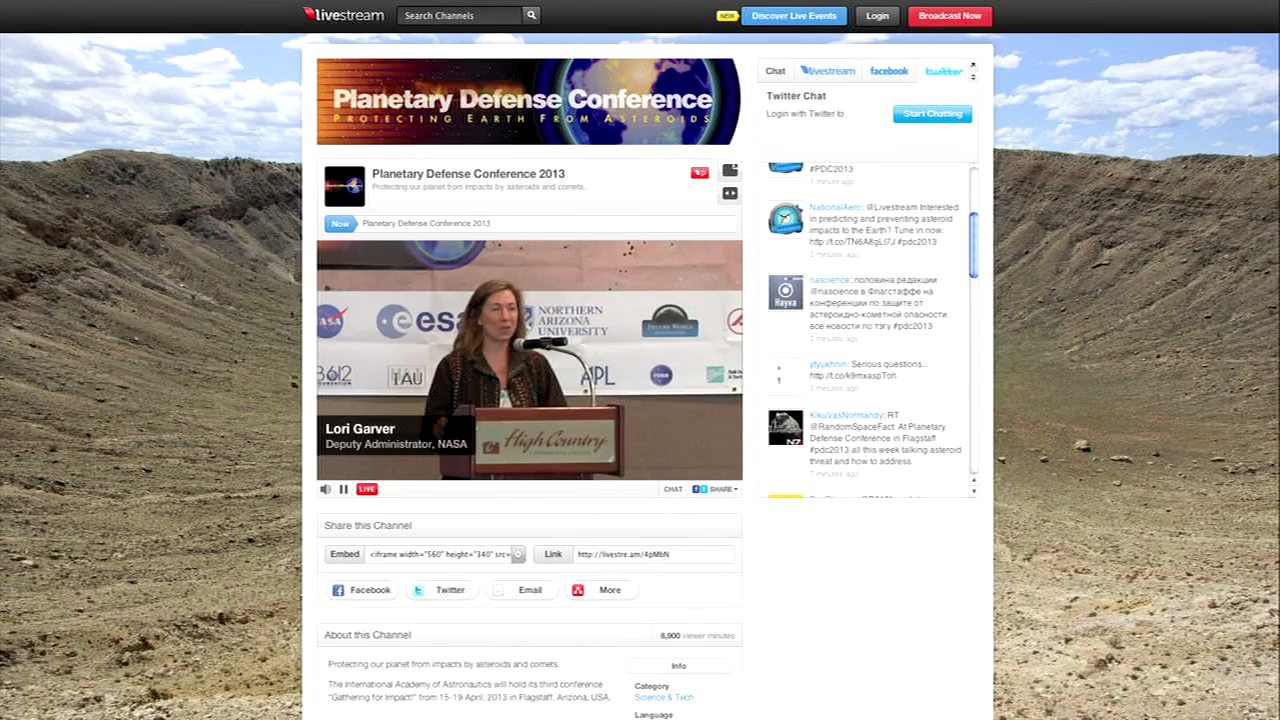 livestream
Search Channels
NEW
Discover Live Events
Login
Broadcast Now
Planetary Defense Conference
PROTECTING EARTH FROM ASTEROIDS
Planetary Defense Conference 2013
Protecting our planet from impacts by asteroids and comets.
Now
Planetary Defense Conference 2013
NASA
esa
NORTHERN
ARIZONA
UNIVERSITY
SECURE WORLD
B612
IAU
APL
High Country
Lori Garver
Deputy Administrator, NASA
LIVE
CHAT
SHARE
Share this Channel
Embed
<iframe width="560" height="340" src=
Link
http://livestre.am/4pMbN
Facebook
Twitter
Email
More
About this Channel
8,900 viewer minutes
Protecting our planet from impacts by asteroids and comets.
The International Academy of Astronautics will hold its third conference
"Gathering for Impact!" from 15-19 April, 2013 in Flagstaff, Arizona, USA.
Info
Category
Science & Tech
Language
Chat
livestream
facebook
twitter
Twitter Chat
Login with Twitter to
Start Chatting
#PDC2013
1 minute ago
NationalAero: @Livestream Interested
in predicting and preventing asteroid
impacts to the Earth? Tune in now:
#pdc2013
2 minutes ago
nascience: половина редакции
@nascience в Флагстаффе на
конференции по защите от
астероидно-кометной опасности.
все новости по тэгу #pdc2013
2 minutes ago
Наука
ytyukhnin: Serious questions...
http://t.co/k9mxaspToh
5 minutes ago
KikuVasNormandy: RT
@RandomSpaceFact: At Planetary
Defense Conference in Flagstaff
#pdc2013 all this week talking asteroid
threat and how to address
7 minutes ago
N7